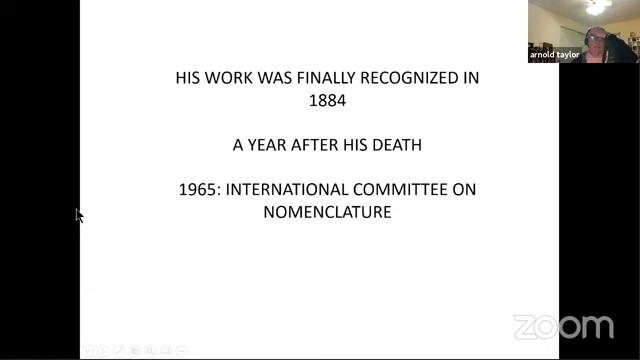 arnold taylor
HIS WORK WAS FINALLY RECOGNIZED IN
1884
A YEAR AFTER HIS DEATH
1965: INTERNATIONAL COMMITTEE ON
NOMENCLATURE
zoom